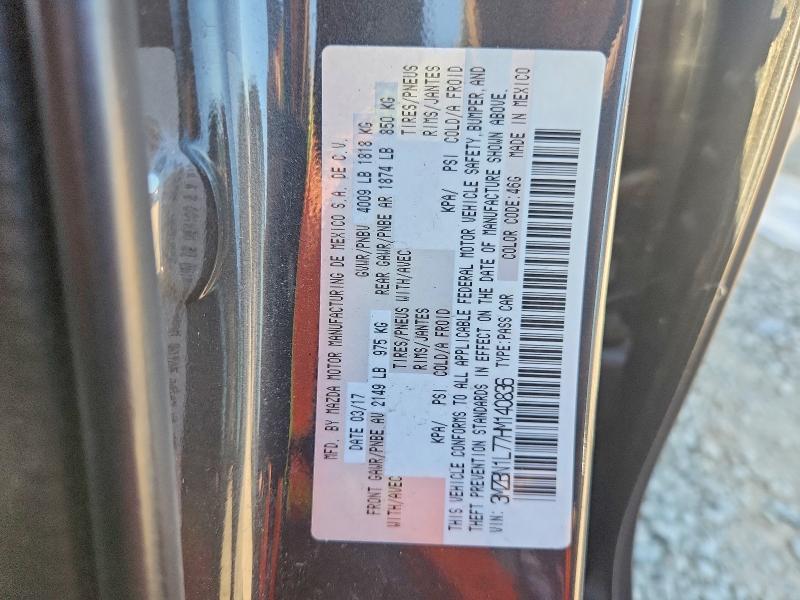 MFD. BY MAZDA MOTOR MANUFACTURING DE MEXICO S.A. DE C.V.
DATE 03/17 GVWR/PNBV 4009 LB 1818 KG
FRONT GAWR/PNBE AV 2149 LB 975 KG REAR GAWR/PNBE AR 1874 LB 850 KG
WITH/AVEC TIRES/PNEUS WITH/AVEC TIRES/PNEUS
RIMS/JANTES RIMS/JANTES
KPA/ PSI COLD/A FROID KPA/ PSI COLD/A FROID
THIS VEHICLE CONFORMS TO ALL APPLICABLE FEDERAL MOTOR VEHICLE SAFETY, BUMPER, AND
THEFT PREVENTION STANDARDS IN EFFECT ON THE DATE OF MANUFACTURE SHOWN ABOVE.
VIN: 3MZBN1L77HM140836 TYPE: PASS CAR COLOR CODE: 46G MADE IN MEXICO